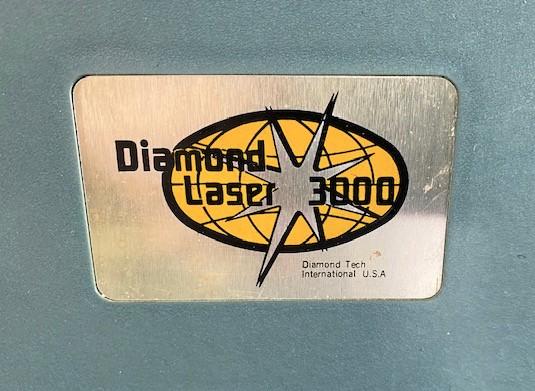 Diamond
Laser 3000
Diamond Tech
International U.S.A